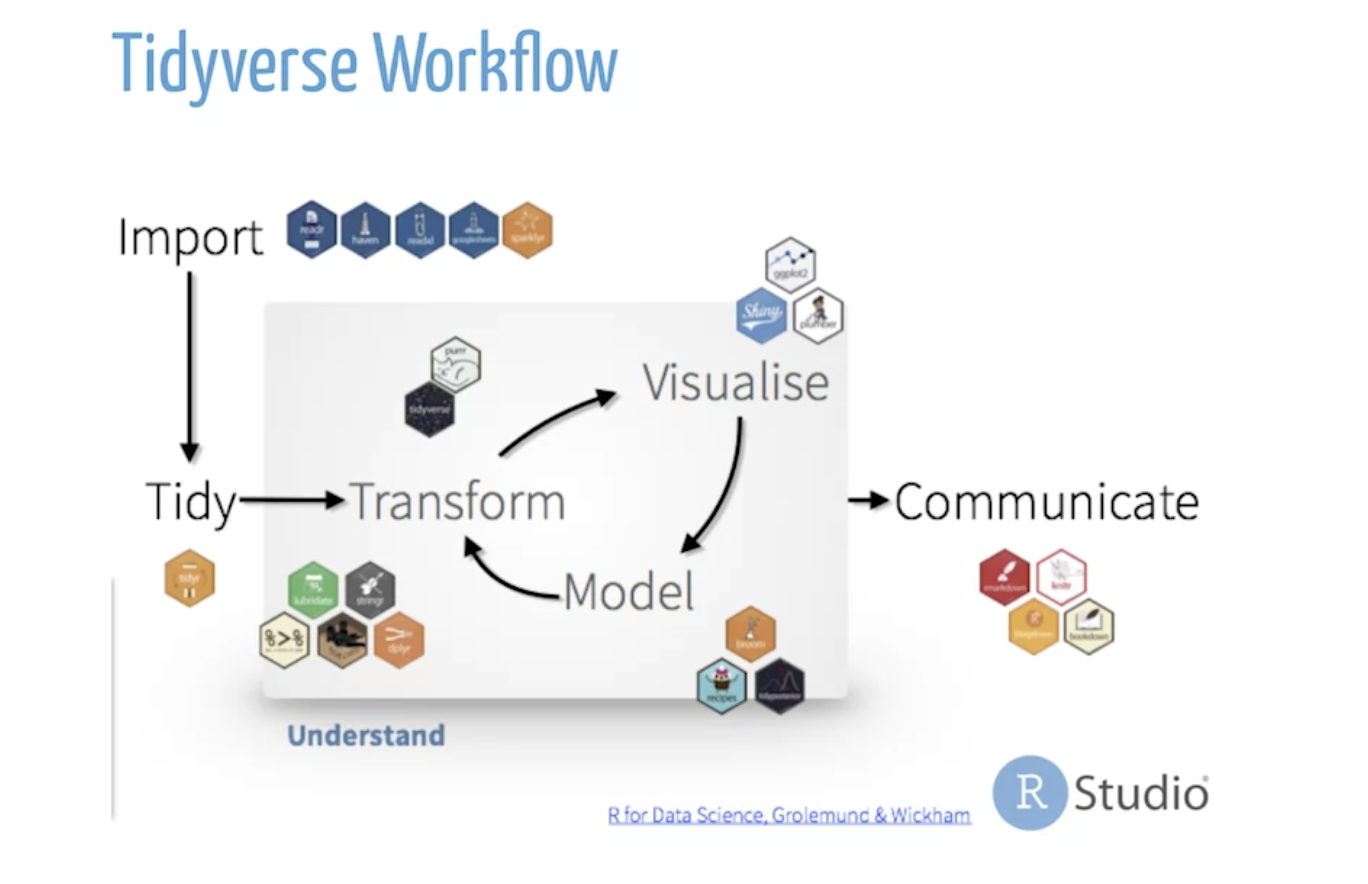 Tidyverse Workflow
Import
readr
haven
readxl
googlesheets
sparklyr
ggplot2
Shiny
plumber
purrr
tidyverse
Visualise
Tidy
Transform
Communicate
tidyr
lubridate
stringr
dplyr
Model
broom
recipes
tidyposterior
rmarkdown
knitr
blogdown
bookdown
Understand
R for Data Science, Grolemund & Wickham
R Studio®